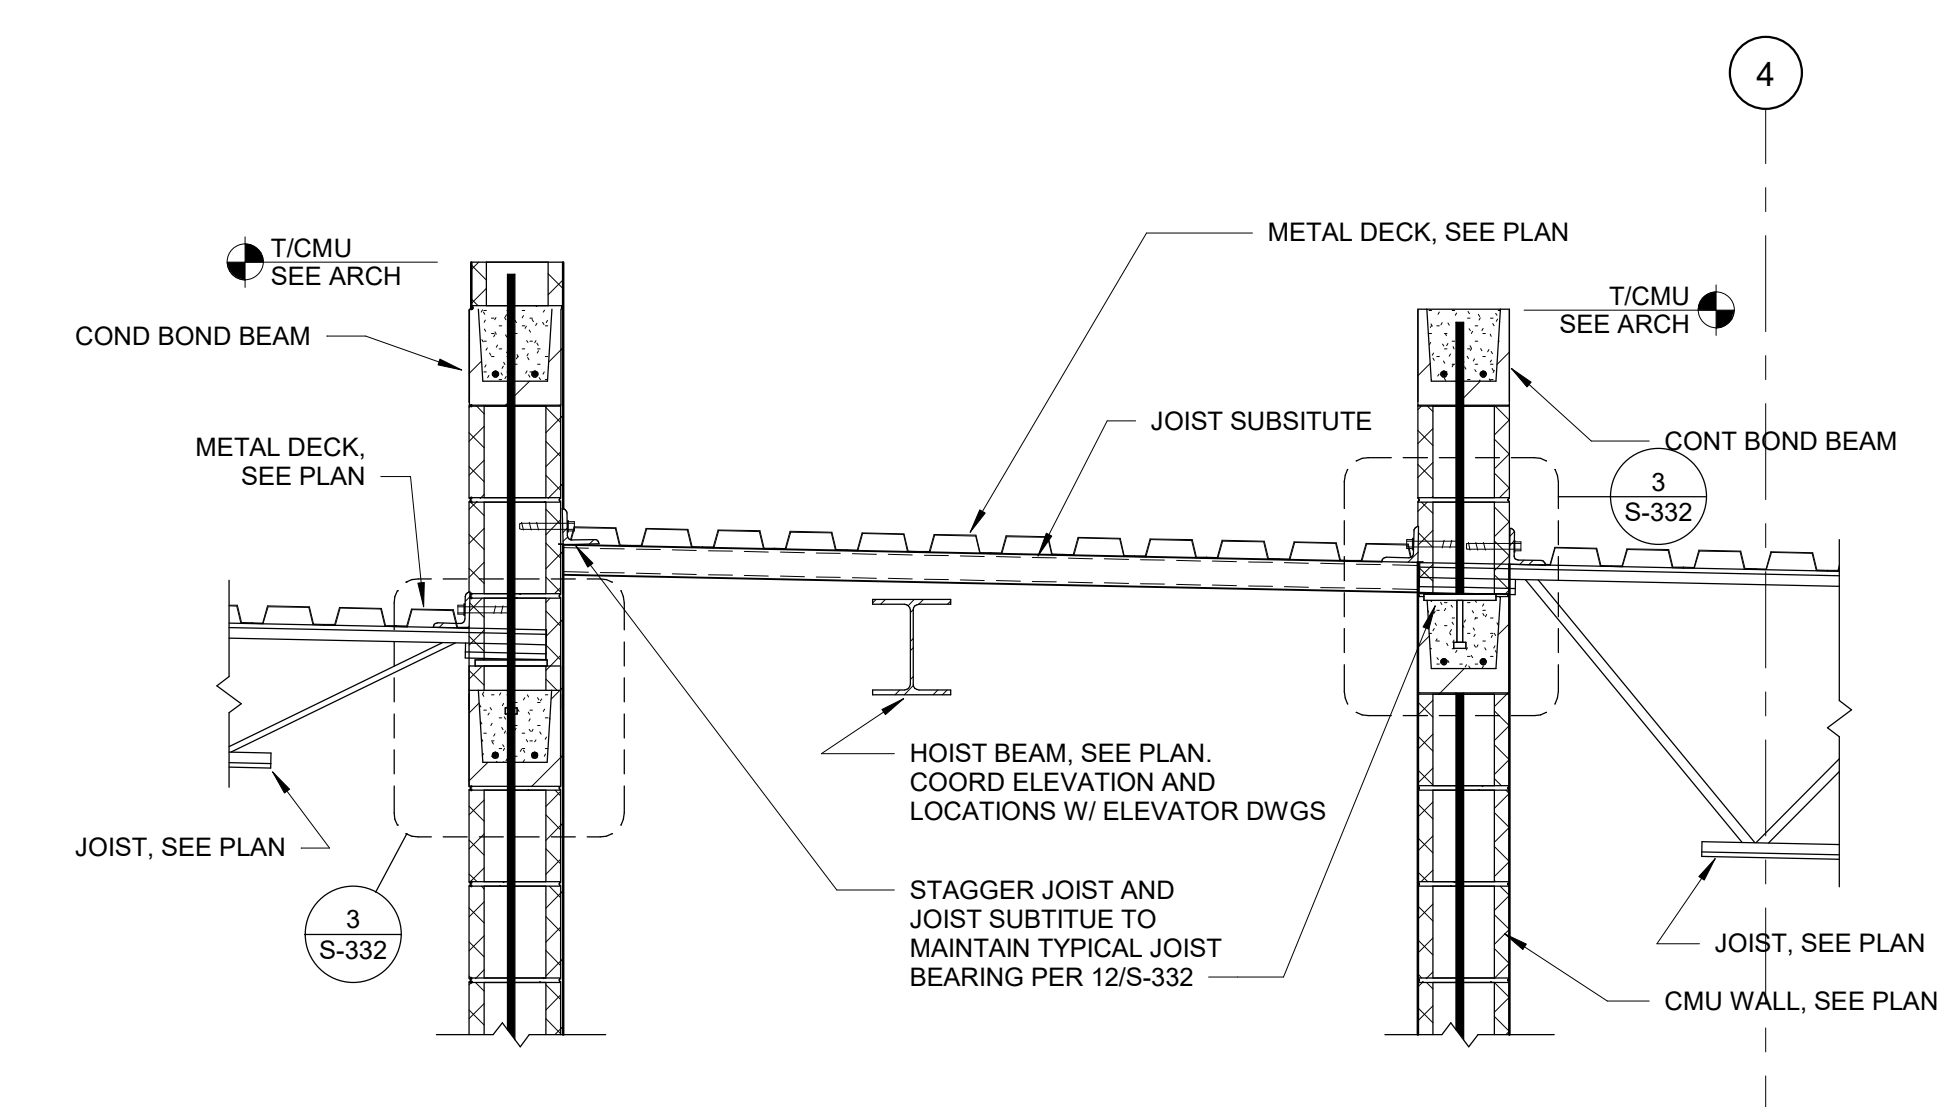 4
METAL DECK, SEE PLAN
T/CMU
SEE ARCH
T/CMU
SEE ARCH
COND BOND BEAM
JOIST SUBSITUTE
METAL DECK,
SEE PLAN
CONT BOND BEAM
3
S-332
HOIST BEAM, SEE PLAN.
COORD ELEVATION AND
LOCATIONS W/ ELEVATOR DWGS
JOIST, SEE PLAN
3
S-332
STAGGER JOIST AND
JOIST SUBTITUE TO
MAINTAIN TYPICAL JOIST
BEARING PER 12/S-332
JOIST, SEE PLAN
CMU WALL, SEE PLAN